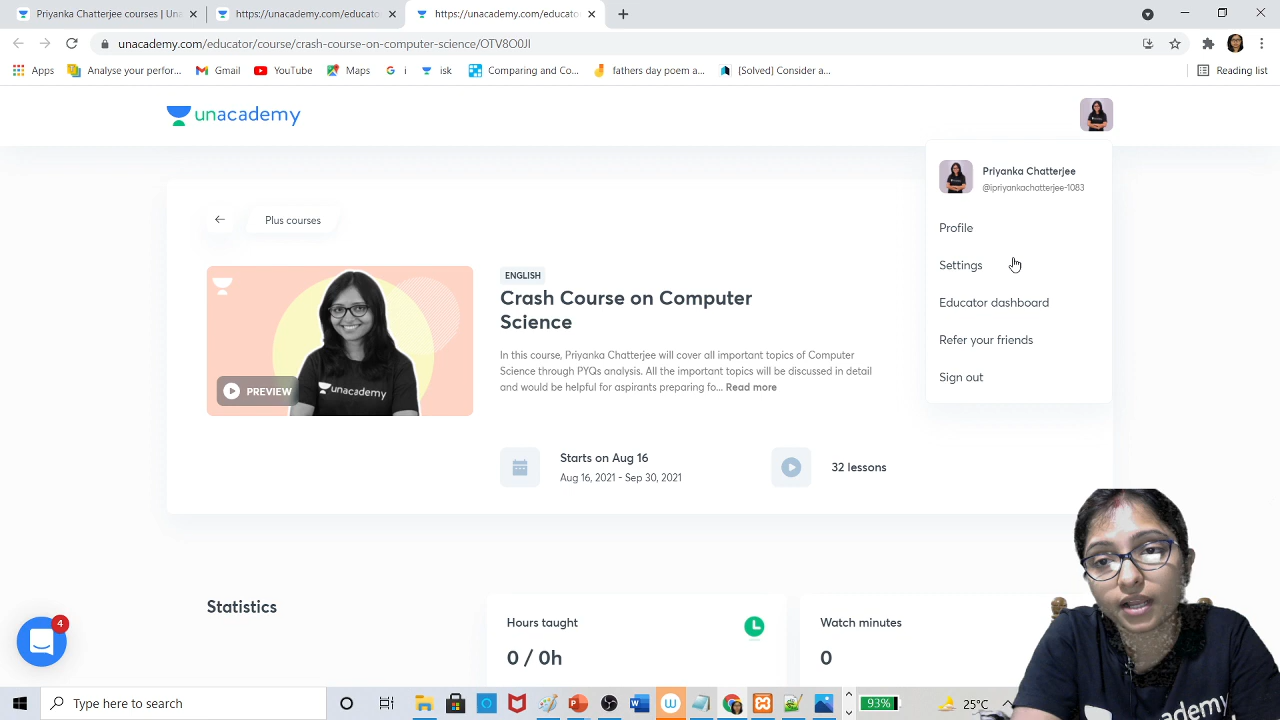 Priyanka Chatterjee courses | Un
https://unacademy.com/educator/
https://unacademy.com/educator/
unacademy.com/educator/course/crash-course-on-computer-science/OTV8O0JI
Apps
Analyse your perfor...
Gmail
YouTube
Maps
G i
isk
Comparing and Co...
fathers day poem a...
[Solved] Consider a...
Reading list
unacademy
Priyanka Chatterjee
@ipriyankachatterjee-1083
Plus courses
Profile
Settings
Educator dashboard
Refer your friends
Sign out
ENGLISH
Crash Course on Computer
Science
In this course, Priyanka Chatterjee will cover all important topics of Computer
Science through PYQs analysis. All the important topics will be discussed in detail
and would be helpful for aspirants preparing fo... Read more
PREVIEW
unacademy
Starts on Aug 16
Aug 16, 2021 - Sep 30, 2021
32 lessons
Statistics
Hours taught
0 / 0h
Watch minutes
0
4
Type here to search
93%
25°C